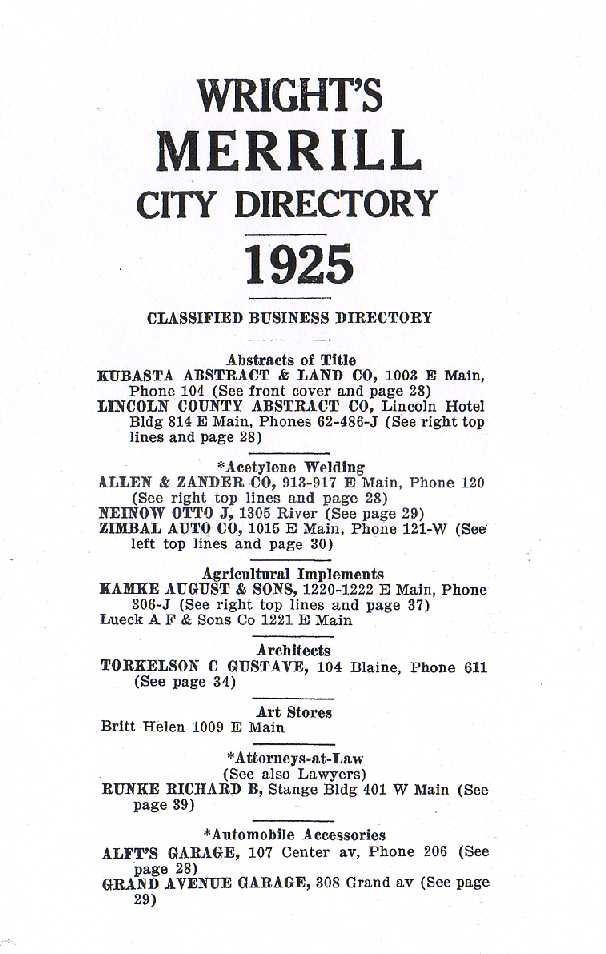 WRIGHT'S
MERRILL
CITY DIRECTORY
1925
CLASSIFIED BUSINESS DIRECTORY
Abstracts of Title
KUBASTA ABSTRACT & LAND CO, 1003 E Main,
Phone 104 (See front cover and page 28)
LINCOLN COUNTY ABSTRACT CO, Lincoln Hotel
Bldg 814 E Main, Phones 62-486-J (See right top
lines and page 28)
*Acetylene Welding
ALLEN & ZANDER CO, 913-917 E Main, Phone 120
(See right top lines and page 28)
NEINOW OTTO J, 1305 River (See page 29)
ZIMBAL AUTO CO, 1015 E Main, Phone 121-W (See
left top lines and page 30)
Agricultural Implements
KAMKE AUGUST & SONS, 1220-1222 E Main, Phone
306-J (See right top lines and page 37)
Lueck A F & Sons Co 1221 E Main
Architects
TORKELSON C GUSTAVE, 104 Blaine, Phone 611
(See page 34)
Art Stores
Britt Helen 1009 E Main
*Attorneys-at-Law
(See also Lawyers)
RUNKE RICHARD B, Stange Bldg 401 W Main (See
page 39)
*Automobile Accessories
ALFT'S GARAGE, 107 Center av, Phone 206 (See
page 28)
GRAND AVENUE GARAGE, 308 Grand av (See page
29)